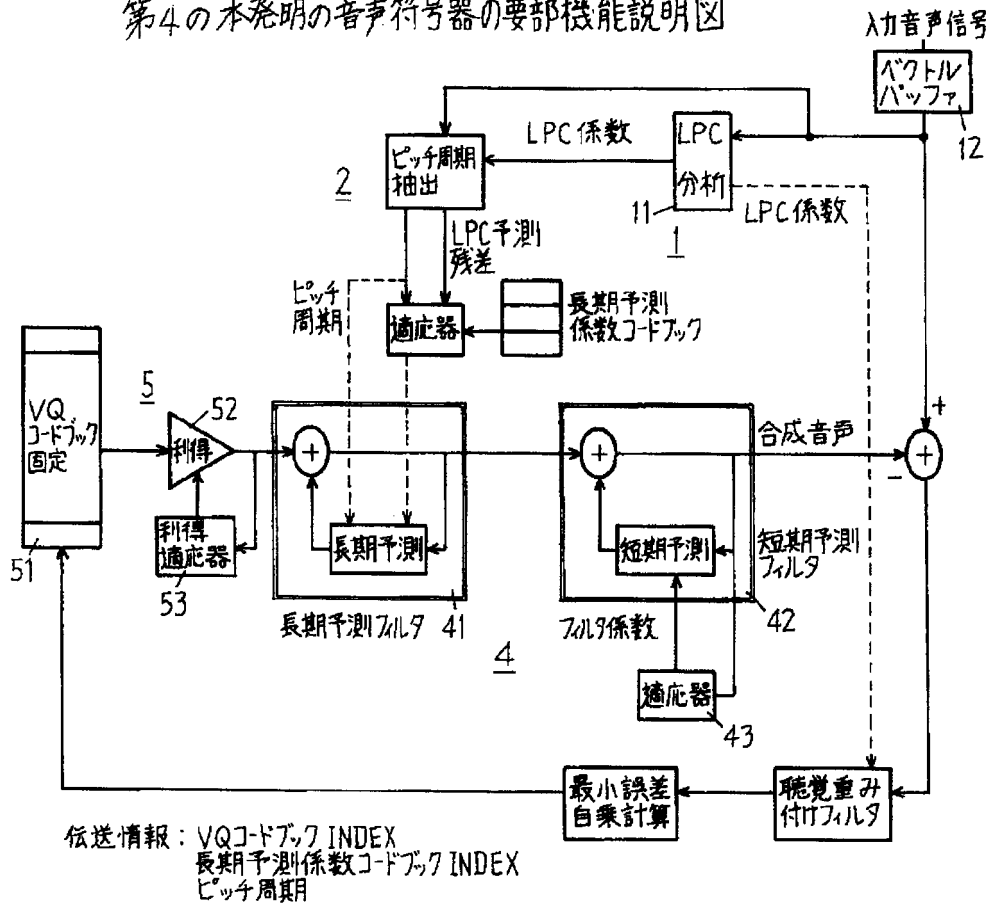 第4の本発明の音声符号器の要部機能説明図
入力音声信号
ベクトル
バッファ
12
LPC
分析
11
1
LPC係数
LPC係数
ピッチ周期
抽出
2
LPC予測
残差
ピッチ
周期
適応器
長期予測
係数コードブック
VQ
コードブック
固定
51
5
52
利得
利得
適応器
53
+
長期予測
41
長期予測フィルタ
4
+
短期予測
42
短期予測
フィルタ
フィルタ係数
適応器
43
合成音声
+
-
+
最小誤差
自乗計算
聴覚重み
付けフィルタ
伝送情報:VQコードブック INDEX
長期予測係数コードブック INDEX
ピッチ周期